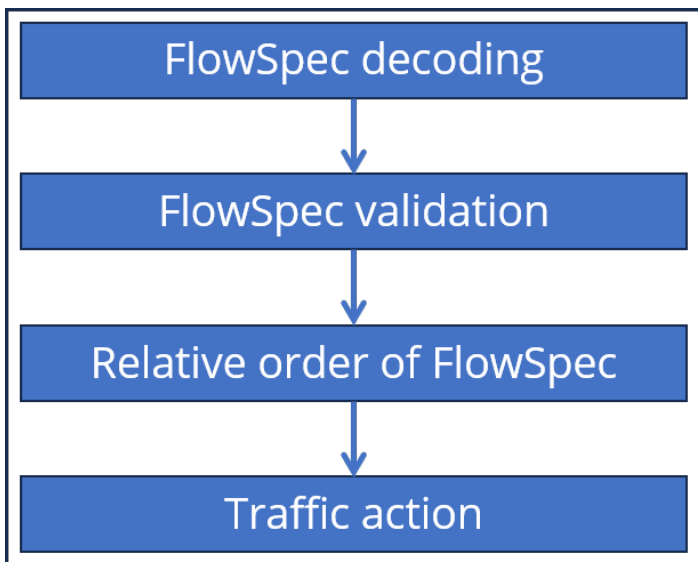 FlowSpec decoding
FlowSpec validation
Relative order of FlowSpec
Traffic action